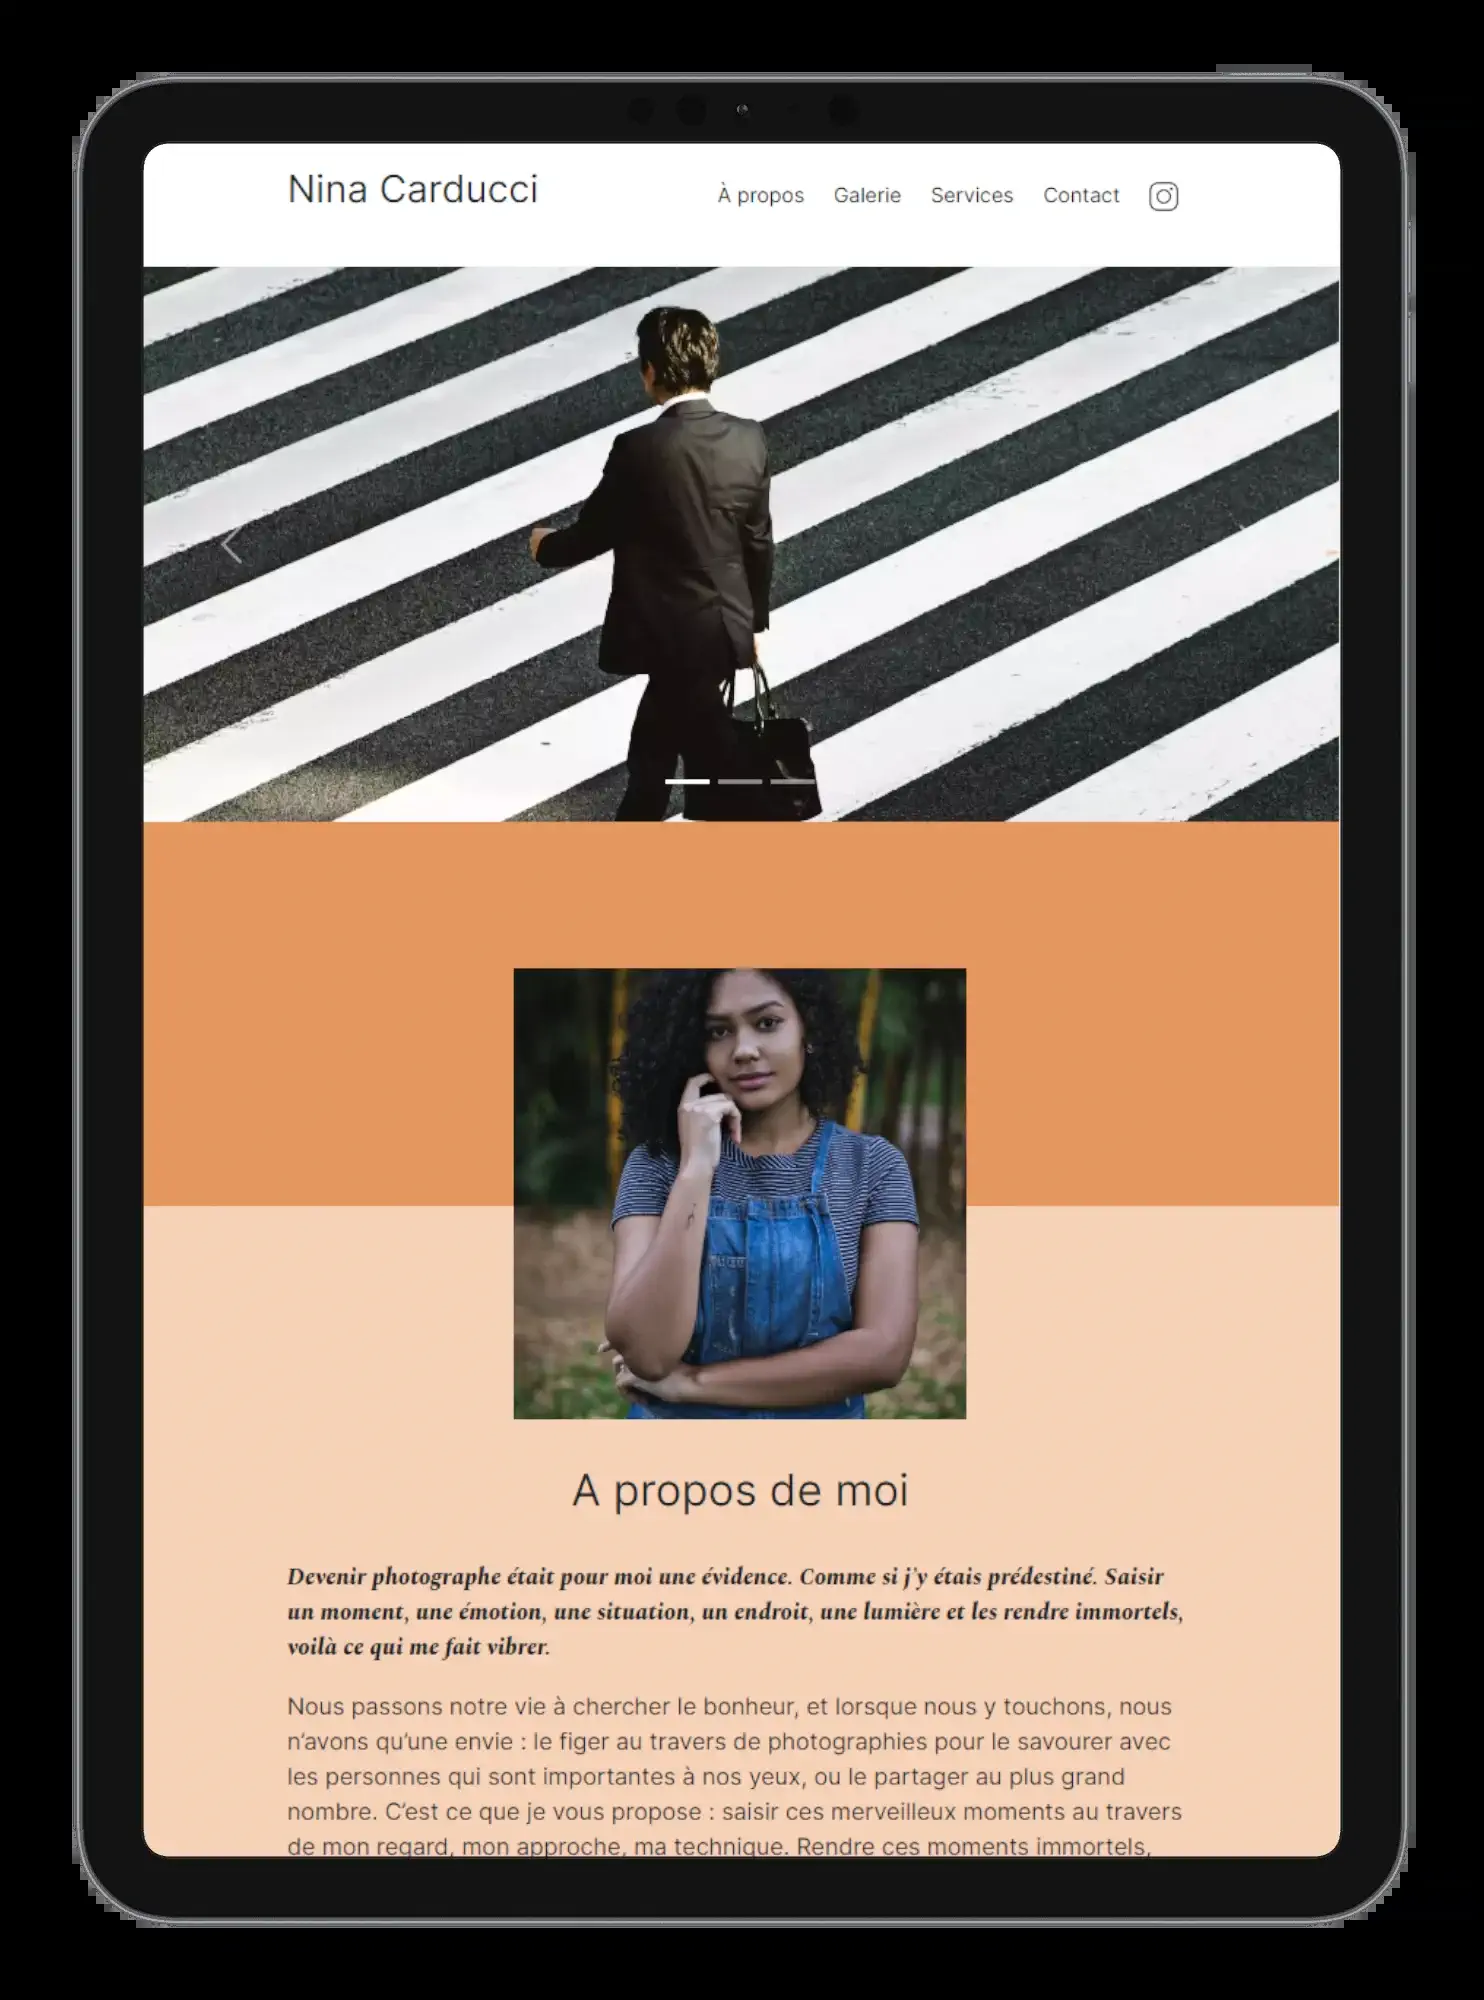 Nina Carducci
À propos Galerie Services Contact
A propos de moi
Devenir photographe était pour moi une évidence. Comme si j'y étais prédestiné. Saisir
un moment, une émotion, une situation, un endroit, une lumière et les rendre immortels,
voilà ce qui me fait vibrer.
Nous passons notre vie à chercher le bonheur, et lorsque nous y touchons, nous
n’avons qu’une envie : le figer au travers de photographies pour le savourer avec
les personnes qui sont importantes à nos yeux, ou le partager au plus grand
nombre. C’est ce que je vous propose : saisir ces merveilleux moments au travers
de mon regard, mon approche, ma technique. Rendre ces moments immortels,